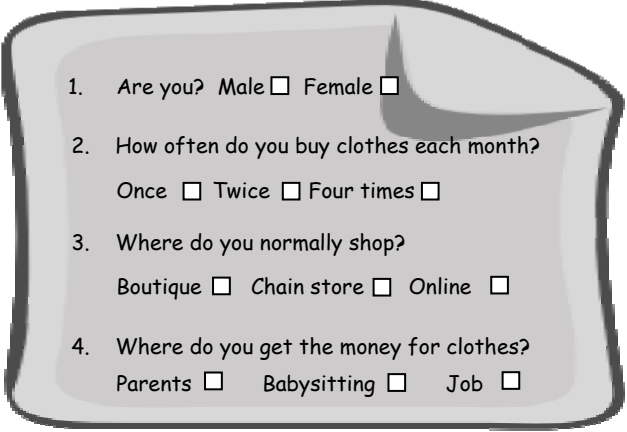 1. Are you? Male □ Female □
2. How often do you buy clothes each month?
Once □ Twice □ Four times □
3. Where do you normally shop?
Boutique □ Chain store □ Online □
4. Where do you get the money for clothes?
Parents □ Babysitting □ Job □